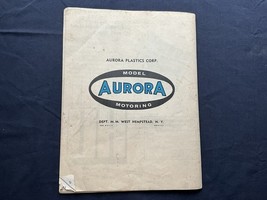 AURORA PLASTICS CORP.
MODEL
AURORA
MOTORING
DEPT. M.M. WEST HEMPSTEAD, N. Y.